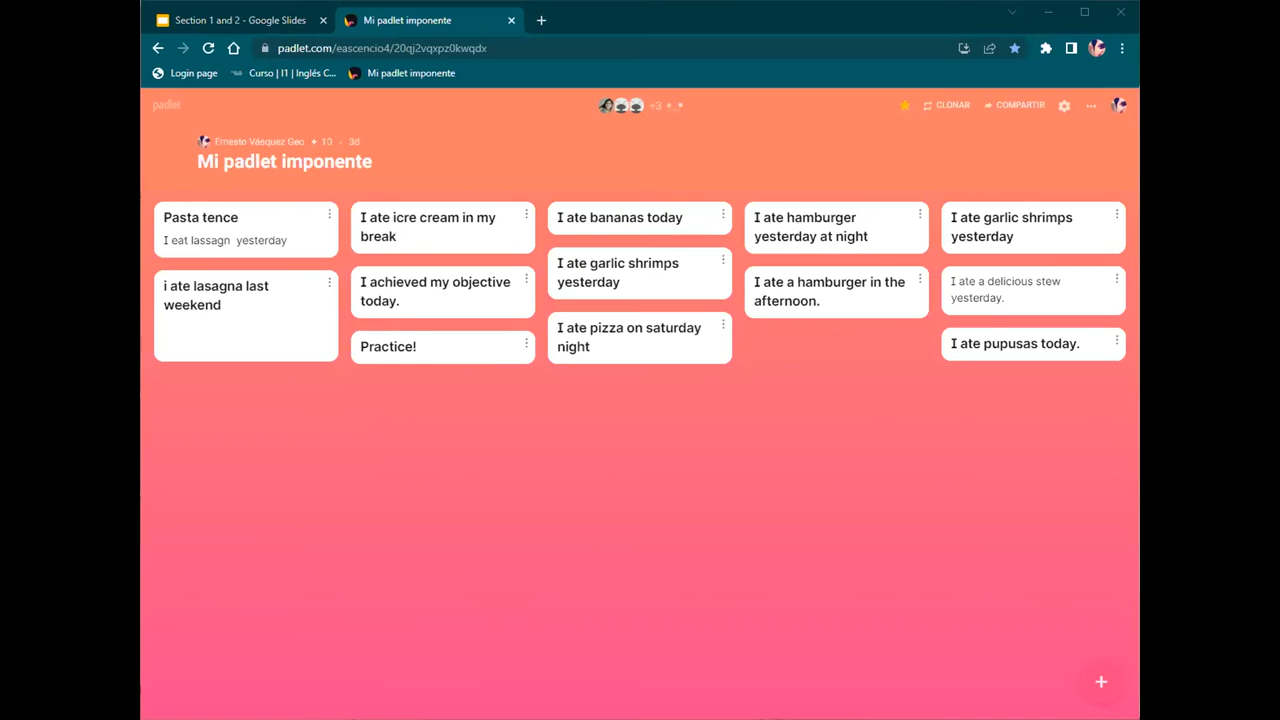 Section 1 and 2 - Google Slides
Mi padlet imponente
padlet.com/eascencio4/20qj2vqxpz0kwqdx
Login page
Curso | I1 | Inglés C...
Mi padlet imponente
padlet
+3
CLONAR
COMPARTIR
Ernesto Vásquez Geo + 10 · 3d
Mi padlet imponente
Pasta tence
I eat lassagn yesterday
i ate lasagna last
weekend
I ate icre cream in my
break
I achieved my objective
today.
Practice!
I ate bananas today
I ate garlic shrimps
yesterday
I ate pizza on saturday
night
I ate hamburger
yesterday at night
I ate a hamburger in the
afternoon.
I ate garlic shrimps
yesterday
I ate a delicious stew
yesterday.
I ate pupusas today.